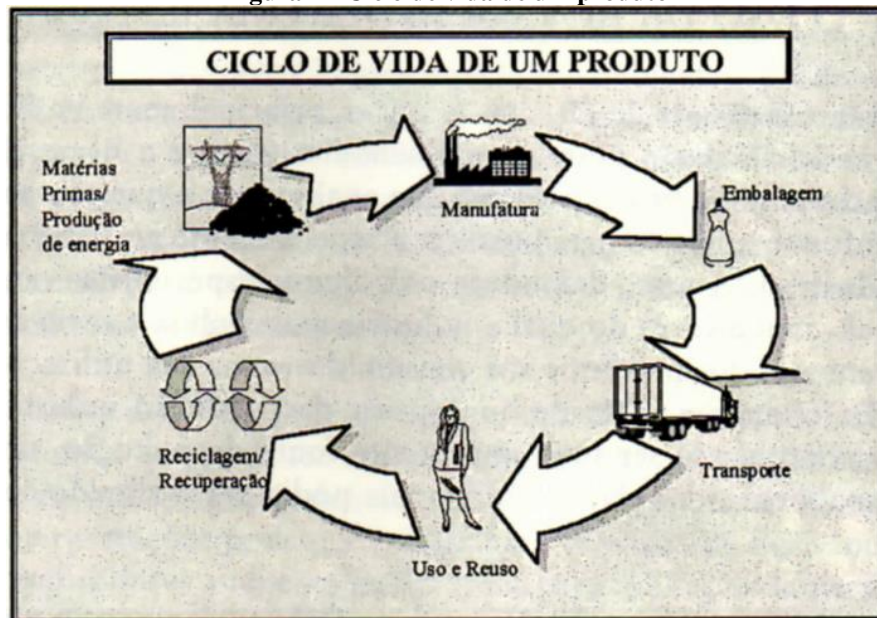 CICLO DE VIDA DE UM PRODUTO
Matérias
Primas/
Produção
de energia
Manufatura
Embalagem
Transporte
Uso e Reuso
Reciclagem/
Recuperação